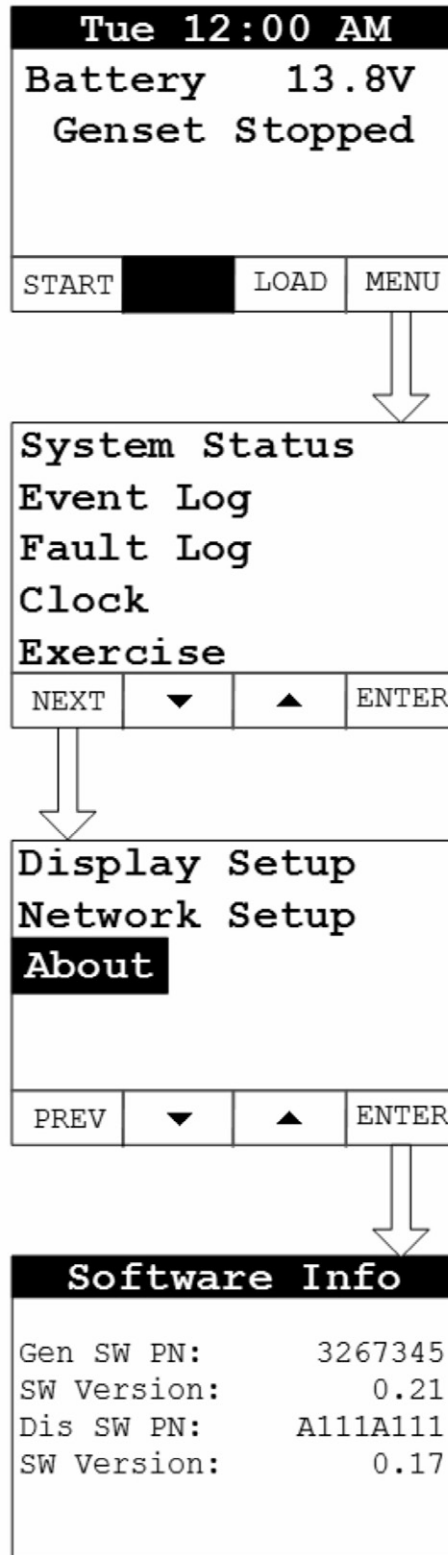 Tue 12:00 AM
Battery 13.8V
Genset Stopped
START LOAD MENU
System Status
Event Log
Fault Log
Clock
Exercise
NEXT ▼ ▲ ENTER
Display Setup
Network Setup
About
PREV ▼ ▲ ENTER
Software Info
Gen SW PN: 3267345
SW Version: 0.21
Dis SW PN: A111A111
SW Version: 0.17